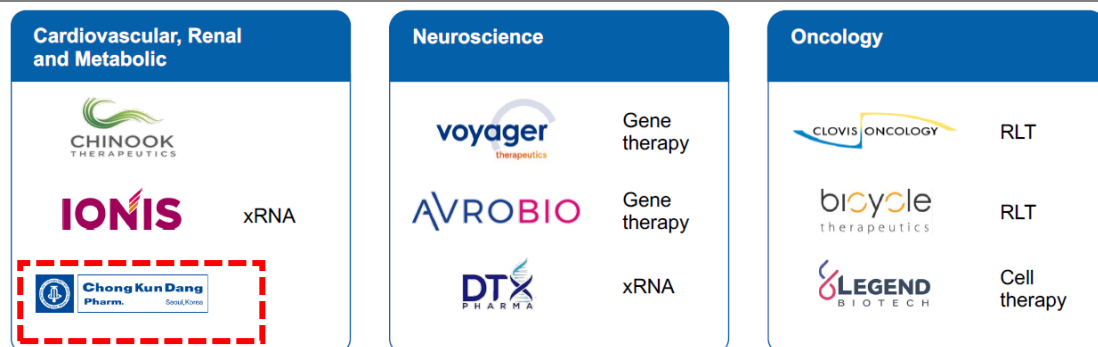 Cardiovascular, Renal
and Metabolic
CHINOOK
THERAPEUTICS
IONIS
xRNA
Chong Kun Dang
Pharm. Seoul, Korea
Neuroscience
voyager
therapeutics
Gene
therapy
AVROBIO
Gene
therapy
DTX
PHARMA
xRNA
Oncology
CLOVIS ONCOLOGY
RLT
bicycle
therapeutics
RLT
LEGEND
BIOTECH
Cell
therapy